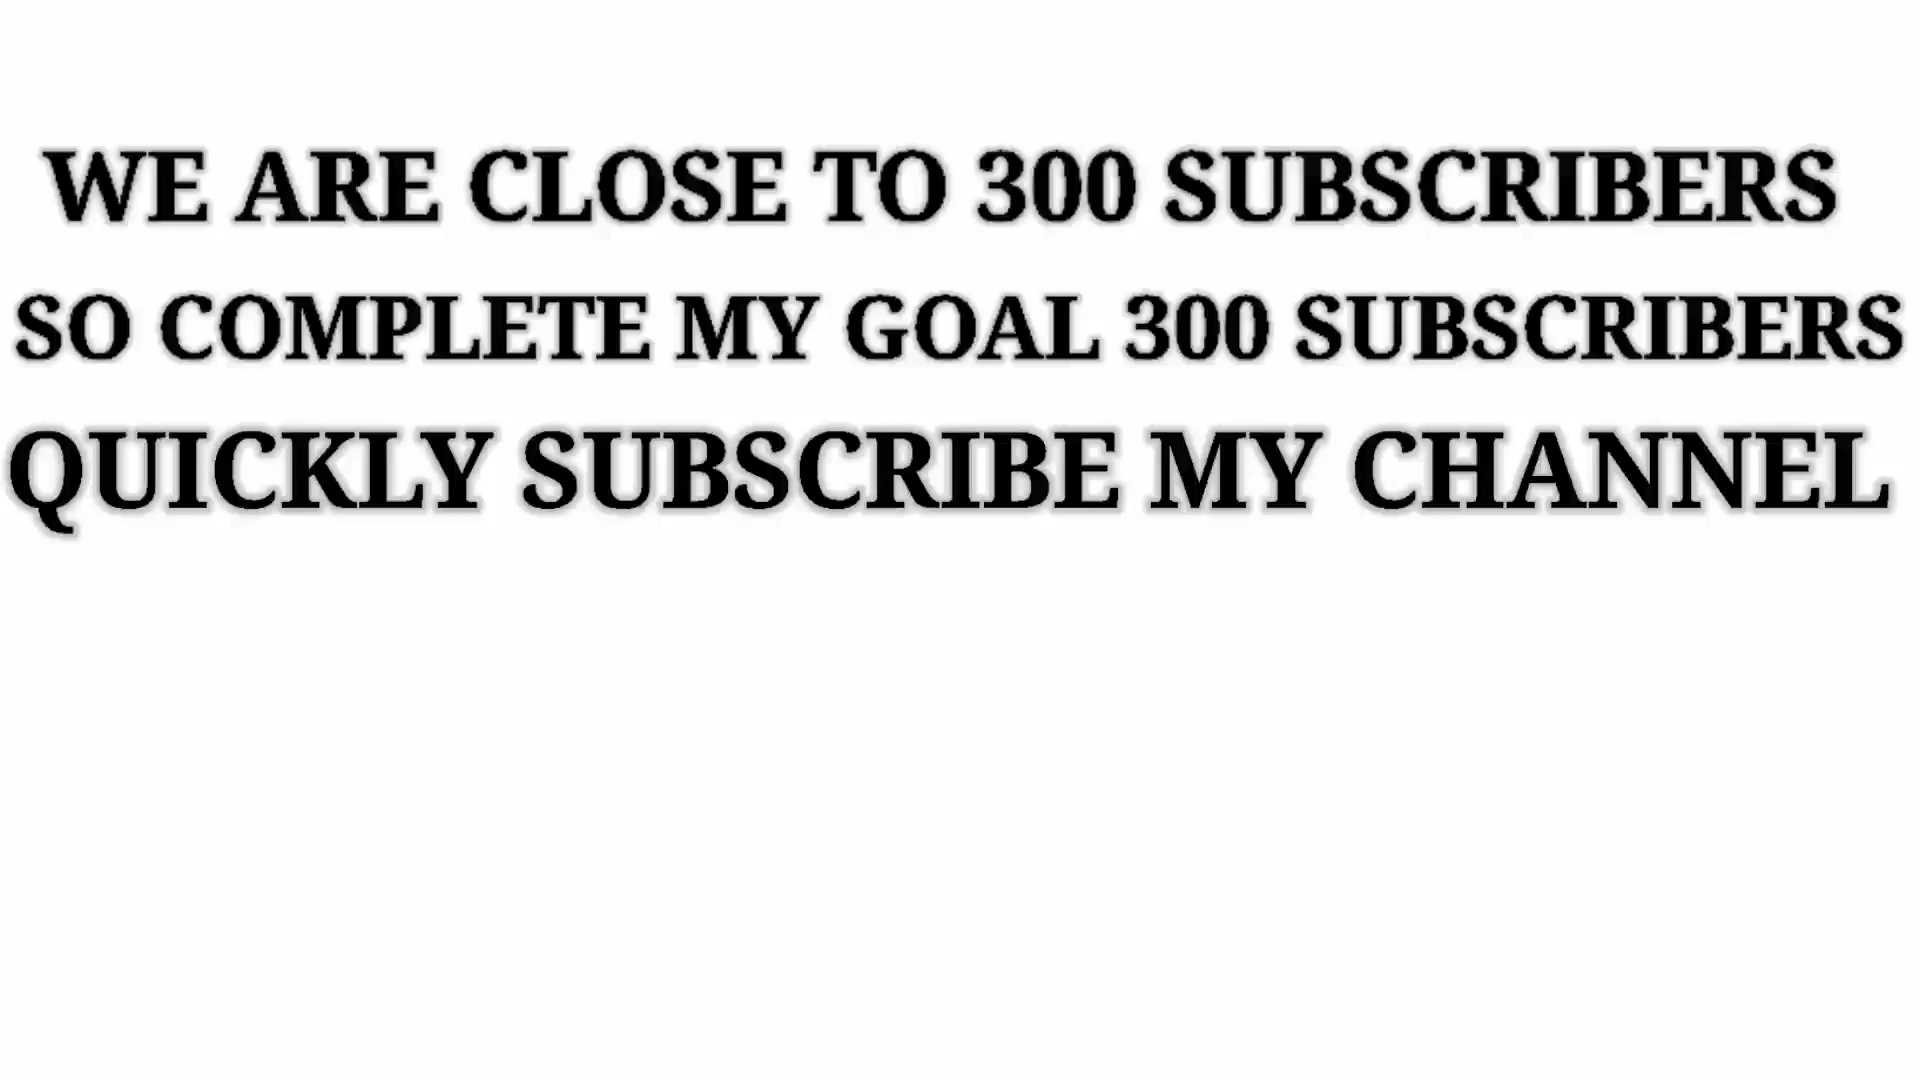 WE ARE CLOSE TO 300 SUBSCRIBERS
SO COMPLETE MY GOAL 300 SUBSCRIBERS
QUICKLY SUBSCRIBE MY CHANNEL